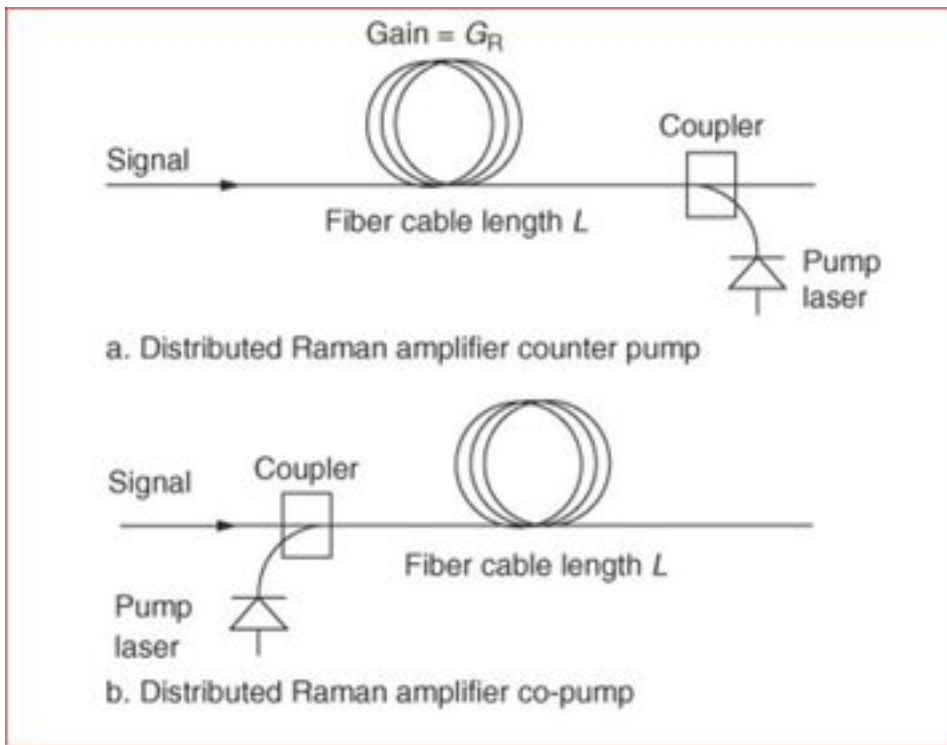 Gain = G_R
Coupler
Signal
Fiber cable length L
Pump
laser
a. Distributed Raman amplifier counter pump
Coupler
Signal
Fiber cable length L
Pump
laser
b. Distributed Raman amplifier co-pump